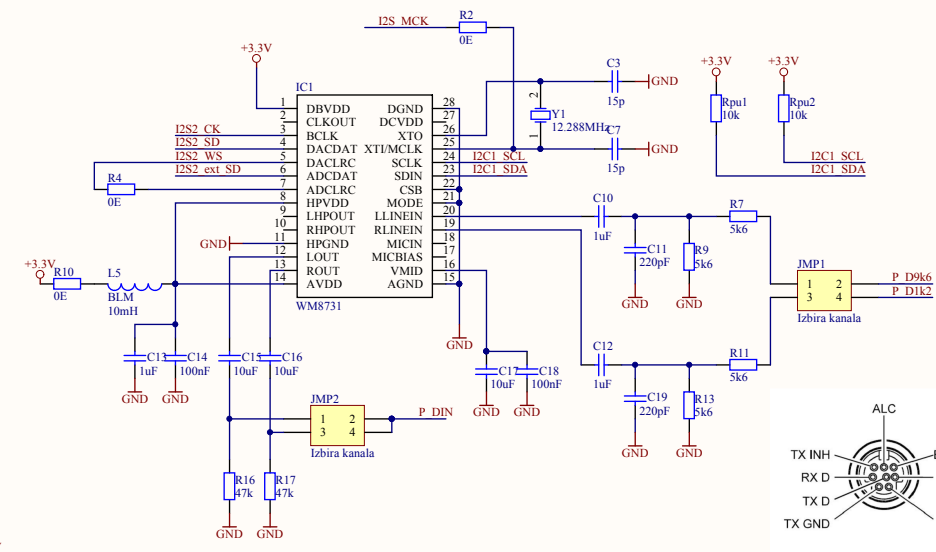 I2S_MCK
R2
0E
+3.3V
IC1
1 DBVDD DGND 28
2 CLKOUT DCVDD 27
3 BCLK XTO 26
4 DACDAT XTI/MCLK 25
5 DACLRC SCLK 24
6 ADCDAT SDIN 23
7 ADCLRC CSB 22
8 HPVDD MODE 21
9 LHPOUT LLINEIN 20
10 RHPOUT RLINEIN 19
11 HPGND MICIN 18
12 LOUT MICBIAS 17
13 ROUT VMID 16
14 AVDD AGND 15
WM8731
I2S2_CK
I2S2_SD
I2S2_WS
I2S2_ext_SD
R4
0E
GND
+3.3V
R10
0E
L5
BLM
10mH
C13
1uF
GND
C14
100nF
GND
C15
10uF
C16
10uF
JMP2
1 2
3 4
Izbira kanala
P_DIN
R16
47k
GND
R17
47k
GND
C3
15p
GND
2
Y1
12.288MHz
1
C7
15p
GND
I2C1_SCL
I2C1_SDA
+3.3V
Rpu1
10k
+3.3V
Rpu2
10k
I2C1_SCL
I2C1_SDA
GND
C17
10uF
GND
C18
100nF
GND
C10
1uF
C11
220pF
GND
R9
5k6
GND
R7
5k6
JMP1
1 2
3 4
Izbira kanala
P_D9k6
P_D1k2
C12
1uF
C19
220pF
GND
R13
5k6
GND
R11
5k6
ALC
TX INH
RX D
TX D
TX GND